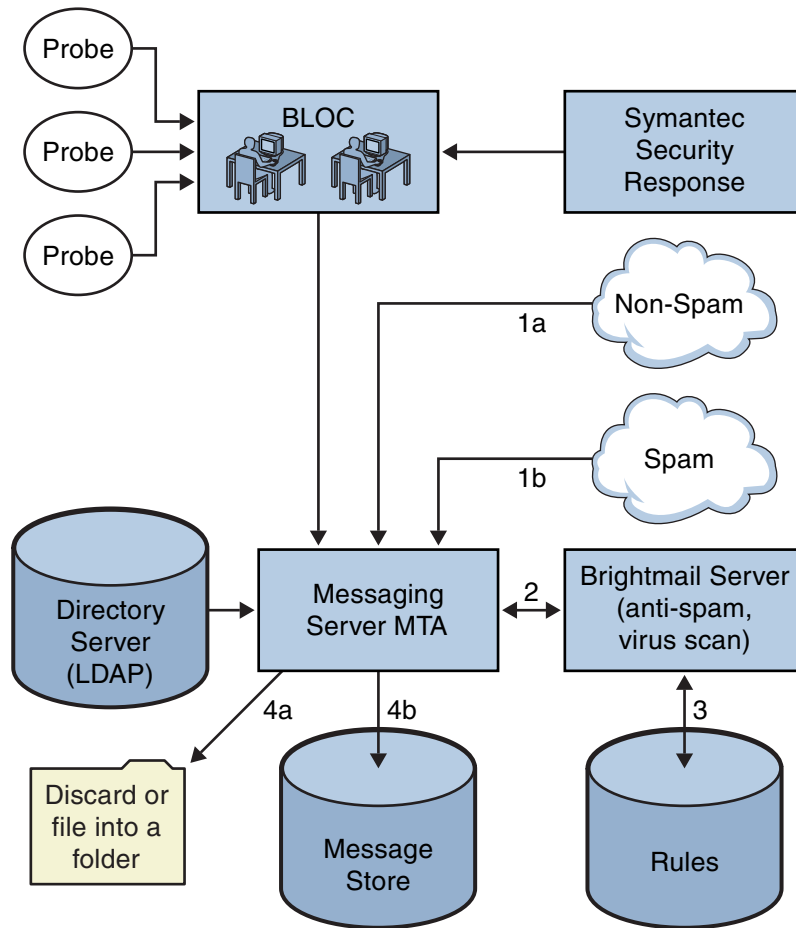 Probe
Probe
Probe
BLOC
Symantec
Security
Response
Non-Spam
1a
Spam
1b
Directory
Server
(LDAP)
Messaging
Server MTA
2
Brightmail Server
(anti-spam,
virus scan)
4a
4b
3
Discard or
file into a
folder
Message
Store
Rules